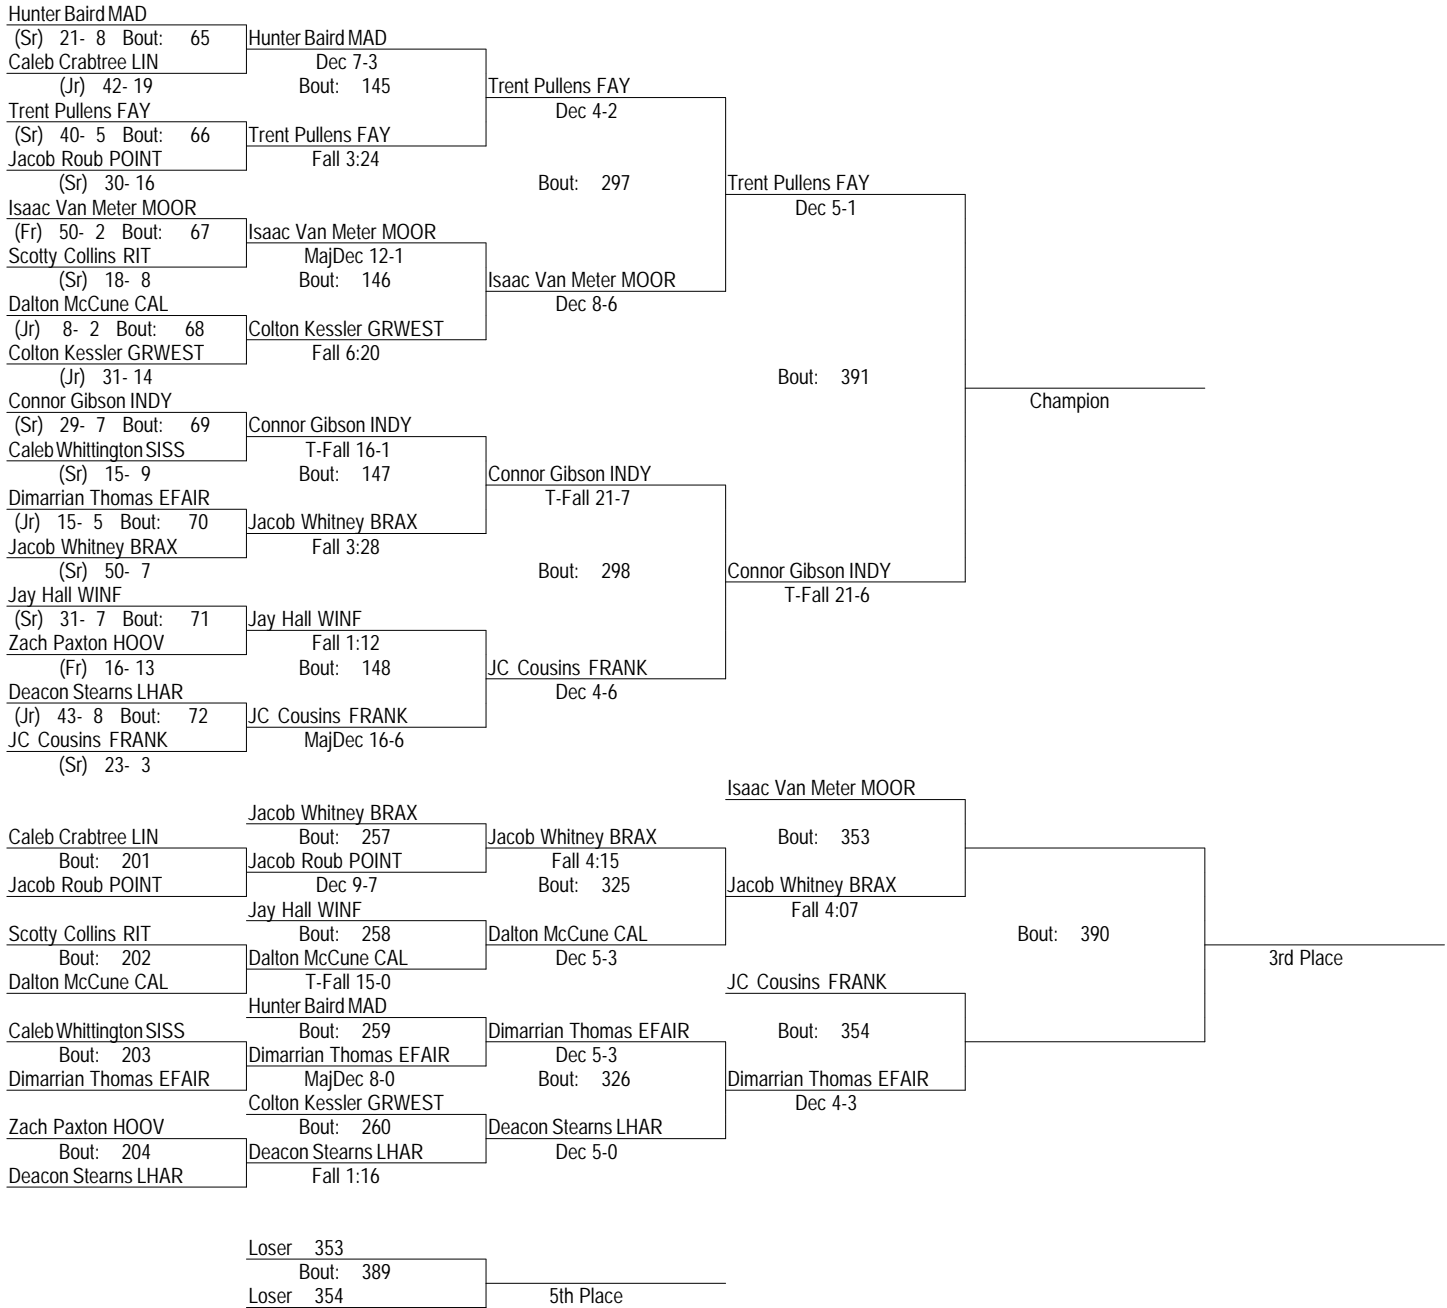 Hunter Baird MAD
(Sr) 21- 8 Bout: 65 Hunter Baird MAD
Caleb Crabtree LIN Dec 7-3
(Jr) 42- 19 Bout: 145 Trent Pullens FAY
Trent Pullens FAY Dec 4-2
(Sr) 40- 5 Bout: 66 Trent Pullens FAY
Jacob Roub POINT Fall 3:24
(Sr) 30- 16 Bout: 297 Trent Pullens FAY
Isaac Van Meter MOOR Dec 5-1
(Fr) 50- 2 Bout: 67 Isaac Van Meter MOOR
Scotty Collins RIT MajDec 12-1
(Sr) 18- 8 Bout: 146 Isaac Van Meter MOOR
Dalton McCune CAL Dec 8-6
(Jr) 8- 2 Bout: 68 Colton Kessler GRWEST
Colton Kessler GRWEST Fall 6:20
(Jr) 31- 14 Bout: 391
Connor Gibson INDY Champion
(Sr) 29- 7 Bout: 69 Connor Gibson INDY
Caleb Whittington SISS T-Fall 16-1
(Sr) 15- 9 Bout: 147 Connor Gibson INDY
Dimarrian Thomas EFAIR T-Fall 21-7
(Jr) 15- 5 Bout: 70 Jacob Whitney BRAX
Jacob Whitney BRAX Fall 3:28
(Sr) 50- 7 Bout: 298 Connor Gibson INDY
Jay Hall WINF T-Fall 21-6
(Sr) 31- 7 Bout: 71 Jay Hall WINF
Zach Paxton HOOV Fall 1:12
(Fr) 16- 13 Bout: 148 JC Cousins FRANK
Deacon Stearns LHAR Dec 4-6
(Jr) 43- 8 Bout: 72 JC Cousins FRANK
JC Cousins FRANK MajDec 16-6
(Sr) 23- 3
Isaac Van Meter MOOR
Jacob Whitney BRAX
Caleb Crabtree LIN Bout: 257 Jacob Whitney BRAX Bout: 353
Bout: 201 Jacob Roub POINT Fall 4:15
Jacob Roub POINT Dec 9-7 Bout: 325 Jacob Whitney BRAX
Jay Hall WINF Fall 4:07
Scotty Collins RIT Bout: 258 Dalton McCune CAL Bout: 390
Bout: 202 Dalton McCune CAL Dec 5-3 3rd Place
Dalton McCune CAL T-Fall 15-0 JC Cousins FRANK
Hunter Baird MAD
Caleb Whittington SISS Bout: 259 Dimarrian Thomas EFAIR Bout: 354
Bout: 203 Dimarrian Thomas EFAIR Dec 5-3
Dimarrian Thomas EFAIR MajDec 8-0 Bout: 326 Dimarrian Thomas EFAIR
Colton Kessler GRWEST Dec 4-3
Zach Paxton HOOV Bout: 260 Deacon Stearns LHAR
Bout: 204 Deacon Stearns LHAR Dec 5-0
Deacon Stearns LHAR Fall 1:16
Loser 353
Bout: 389
Loser 354 5th Place